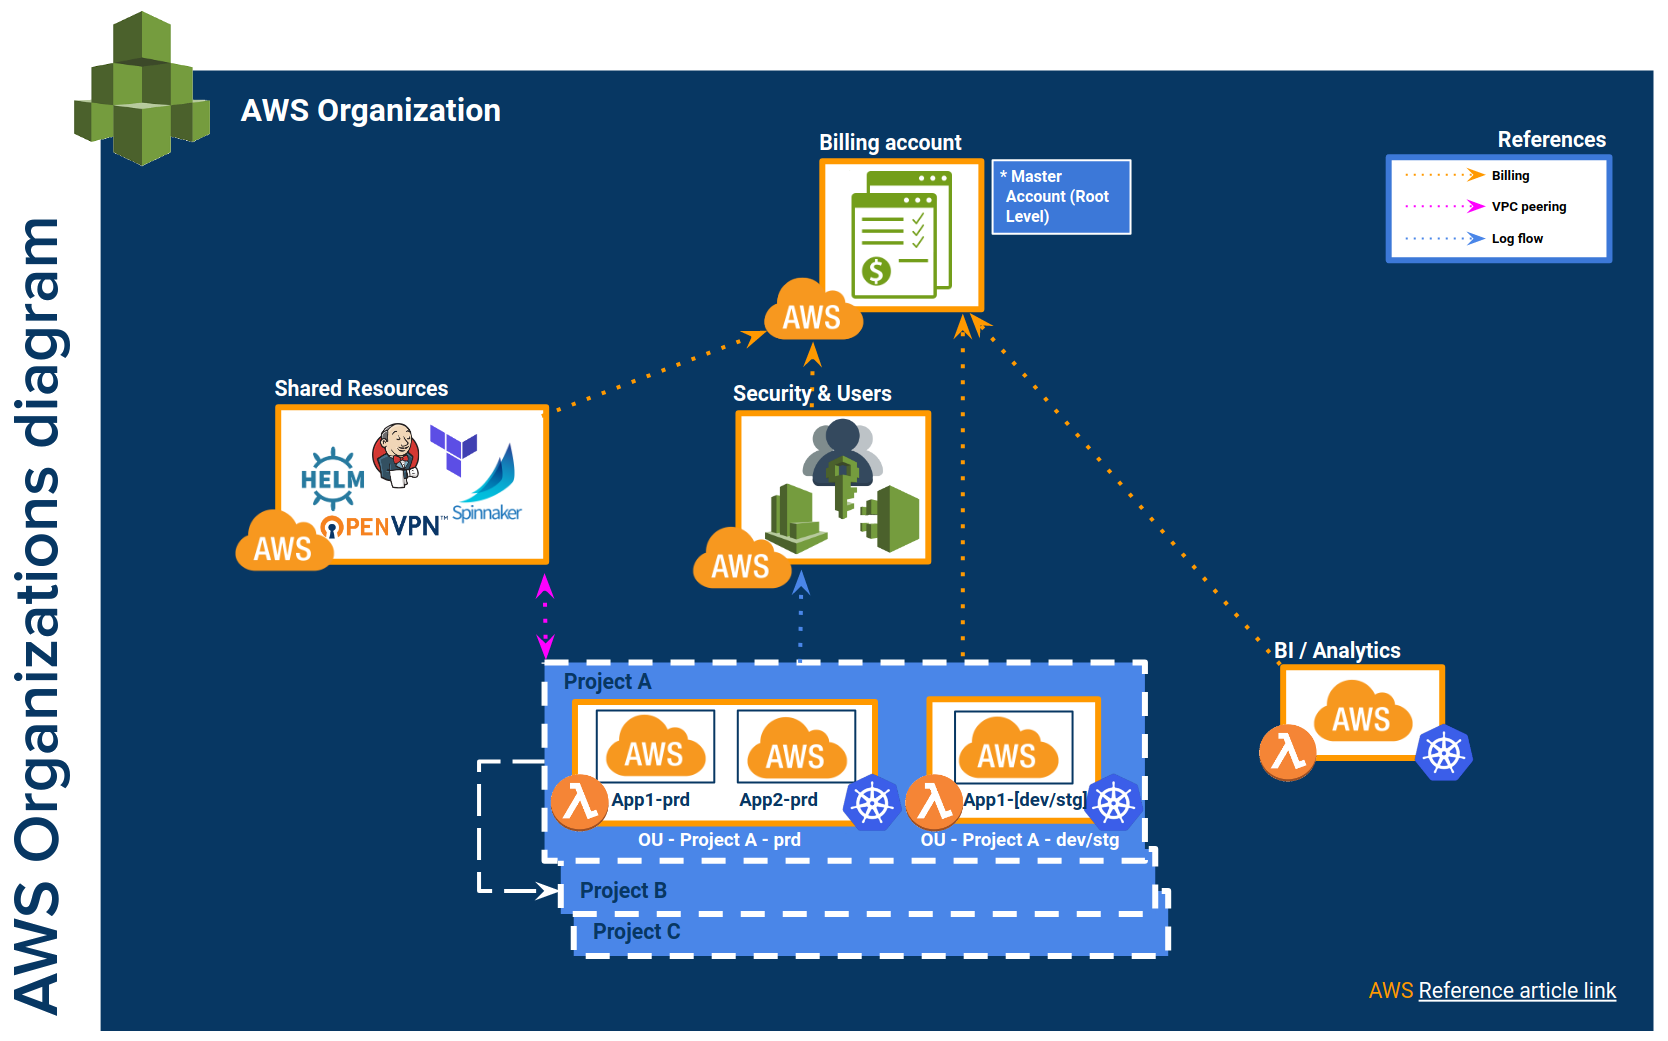 AWS Organizations diagram
AWS Organization
Billing account
* Master
Account (Root
Level)
References
Billing
VPC peering
Log flow
AWS
Shared Resources
HELM
OPENVPN™
Spinnaker
AWS
Security & Users
AWS
BI / Analytics
AWS
Project A
AWS
AWS
AWS
App1-prd
App2-prd
App1-[dev/stg]
OU - Project A - prd
OU - Project A - dev/stg
Project B
Project C
AWS Reference article link